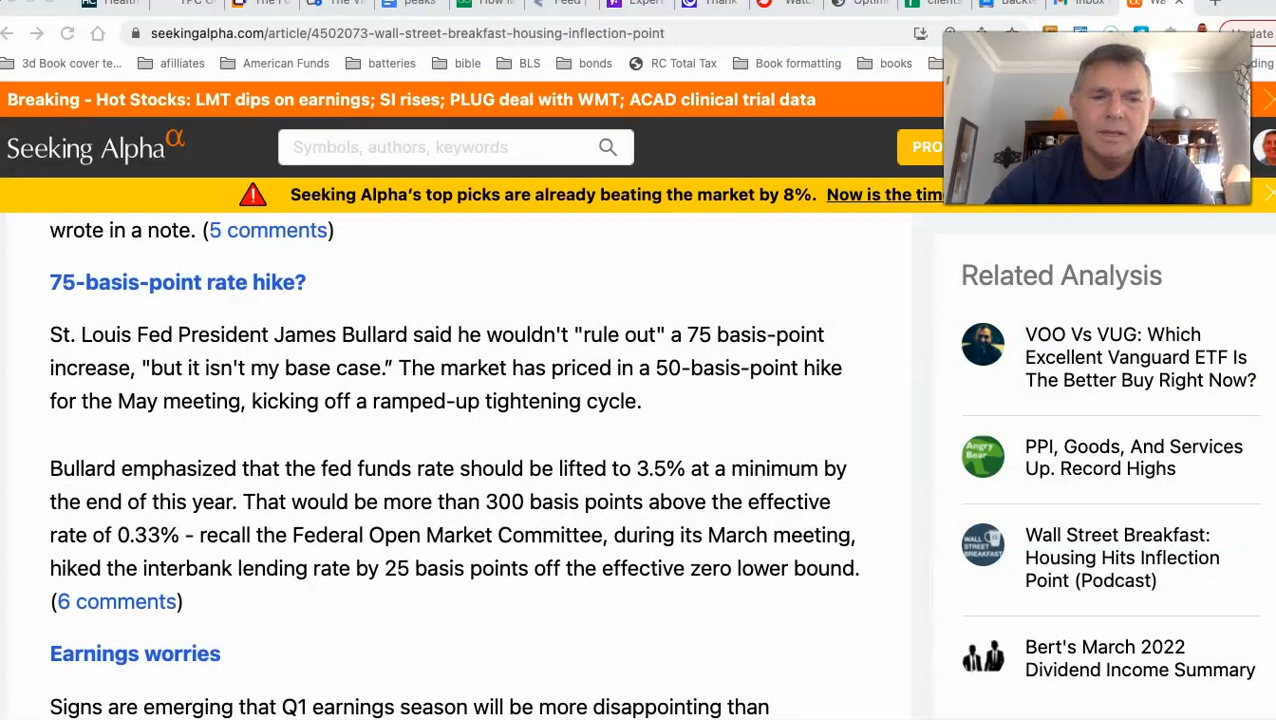 seekingalpha.com/article/4502073-wall-street-breakfast-housing-inflection-point
Update
3d Book cover te...
afilliates
American Funds
batteries
bible
BLS
bonds
RC Total Tax
Book formatting
books
Breaking - Hot Stocks: LMT dips on earnings; SI rises; PLUG deal with WMT; ACAD clinical trial data
Seeking Alpha α
Symbols, authors, keywords
PRO
Seeking Alpha's top picks are already beating the market by 8%. Now is the tim
wrote in a note. (5 comments)
75-basis-point rate hike?
St. Louis Fed President James Bullard said he wouldn't "rule out" a 75 basis-point
increase, "but it isn't my base case.” The market has priced in a 50-basis-point hike
for the May meeting, kicking off a ramped-up tightening cycle.
Bullard emphasized that the fed funds rate should be lifted to 3.5% at a minimum by
the end of this year. That would be more than 300 basis points above the effective
rate of 0.33% - recall the Federal Open Market Committee, during its March meeting,
hiked the interbank lending rate by 25 basis points off the effective zero lower bound.
(6 comments)
Earnings worries
Signs are emerging that Q1 earnings season will be more disappointing than
Related Analysis
VOO Vs VUG: Which
Excellent Vanguard ETF Is
The Better Buy Right Now?
Angry
Bear
PPI, Goods, And Services
Up. Record Highs
WALL
STREET
BREAKFAST
Wall Street Breakfast:
Housing Hits Inflection
Point (Podcast)
Bert's March 2022
Dividend Income Summary